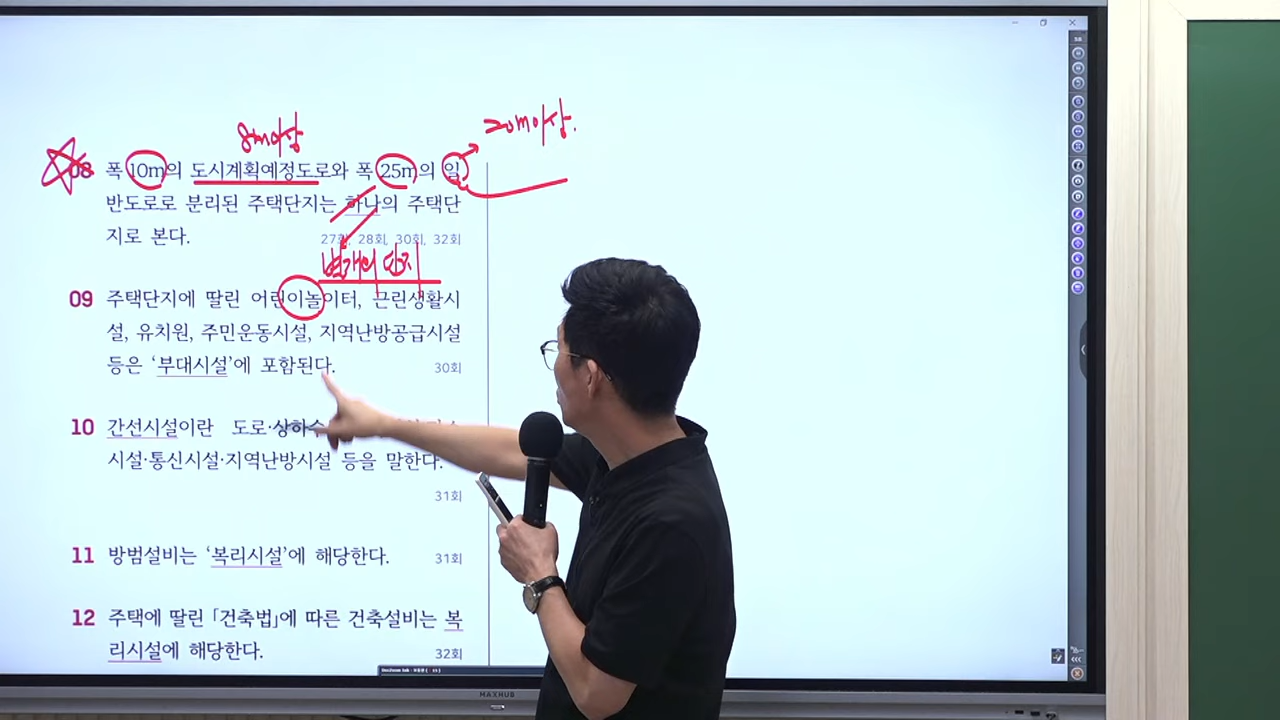 20m이상.
8m이상
08 폭 10m의 도시계획예정도로와 폭 25m의 일
반도로로 분리된 주택단지는 하나의 주택단
지로 본다. 27회, 28회, 30회, 32회
별개의 단지
09 주택단지에 딸린 어린이놀이터, 근린생활시
설, 유치원, 주민운동시설, 지역난방공급시설
등은 ‘부대시설’에 포함된다. 30회
10 간선시설이란 도로·상하수
시설·통신시설·지역난방시설 등을 말한다.
31회
11 방범설비는 ‘복리시설’에 해당한다. 31회
12 주택에 딸린 「건축법」에 따른 건축설비는 복
리시설에 해당한다. 32회
MAXHUB